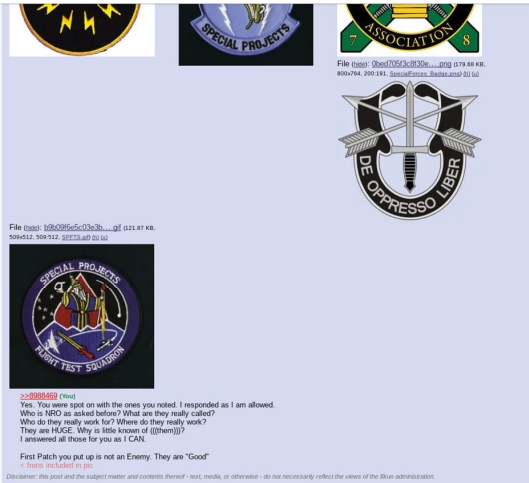 SPECIAL PROJECTS
ASSOCIATION
7 8
File (hide): 0bed705f3c8f30e....png (179.68 KB,
800x764, 200:191, SpecialForces_Badge.png) (h) (u)
DE OPPRESSO LIBER
File (hide): b9b09f6e5c03e3b....gif (121.87 KB,
509x512, 509:512, SPFTS.gif) (h) (u)
SPECIAL PROJECTS
FLIGHT TEST SQUADRON
>>8988469 (You)
Yes. You were spot on with the ones you noted. I responded as I am allowed.
Who is NRO as asked before? What are they really called?
Who do they really work for? Where do they really work?
They are HUGE. Why is little known of (((them)))?
I answered all those for you as I CAN.
First Patch you put up is not an Enemy. They are "Good"
< frens included in pic
Disclaimer: this post and the subject matter and contents thereof - text, media, or otherwise - do not necessarily reflect the views of the 8kun administration.